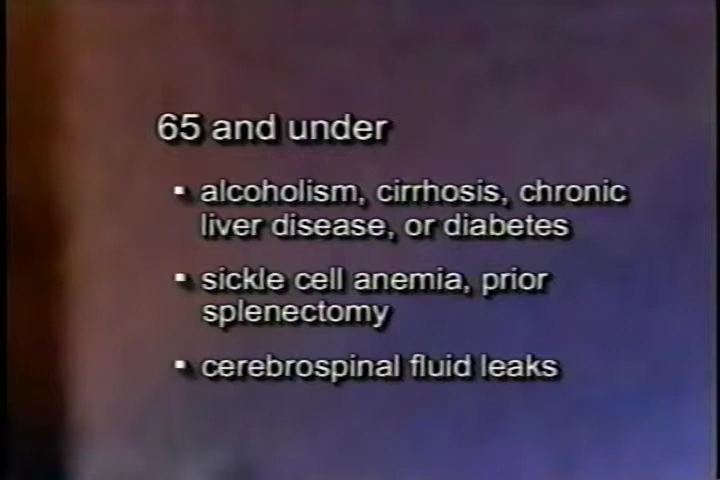 65 and under
▪ alcoholism, cirrhosis, chronic
liver disease, or diabetes
▪ sickle cell anemia, prior
splenectomy
▪ cerebrospinal fluid leaks